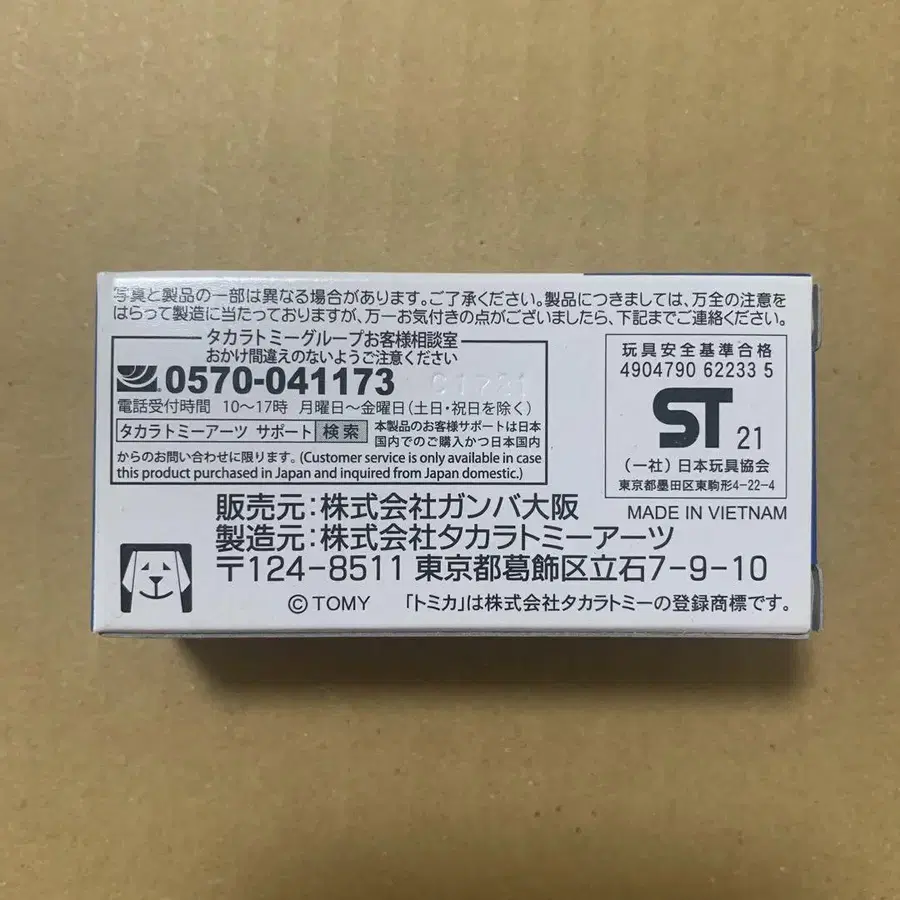 写真と製品の一部は異なる場合があります。ご了承ください。製品につきましては、万全の注意を
はらって製造に当たっておりますが、万一お気付きの点がございましたら、下記までご連絡ください。
タカラトミーグループお客様相談室
おかけ間違えのないようご注意ください
0570-041173
電話受付時間 10〜17時 月曜日〜金曜日(土日・祝日を除く)
タカラトミーアーツ サポート 検索
本製品のお客様サポートは日本
国内でのご購入かつ日本国内
からのお問い合わせに限ります。(Customer service is only available in case
this product purchased in Japan and inquired from Japan domestic.)
玩具安全基準合格
4904790 62233 5
ST 21
(一社)日本玩具協会
東京都墨田区東駒形4-22-4
MADE IN VIETNAM
販売元:株式会社ガンバ大阪
製造元:株式会社タカラトミーアーツ
〒124-8511 東京都葛飾区立石7-9-10
©TOMY 「トミカ」は株式会社タカラトミーの登録商標です。